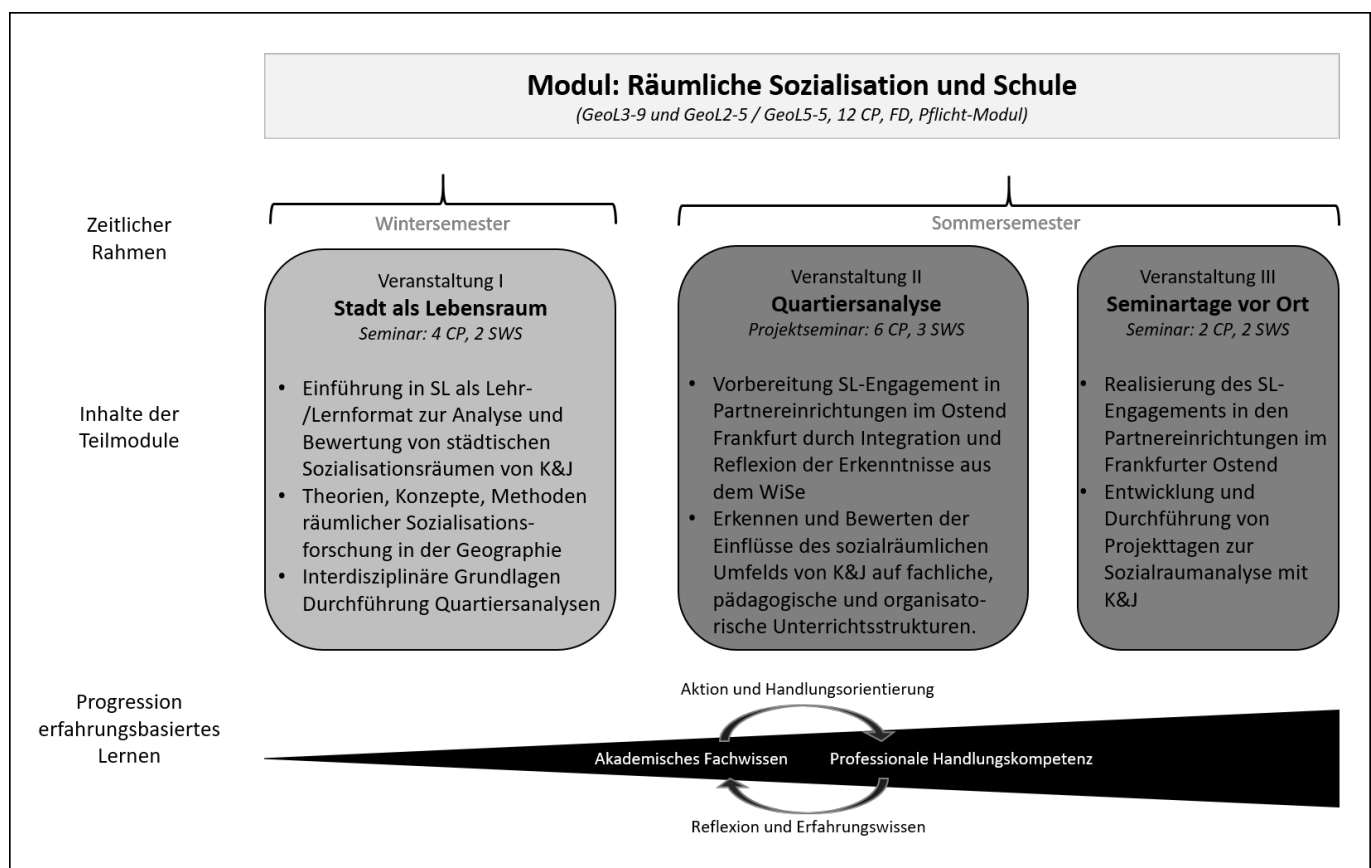 Modul: Räumliche Sozialisation und Schule
(GeoL3-9 und GeoL2-5 / GeoL5-5, 12 CP, FD, Pflicht-Modul)
Zeitlicher
Rahmen
Wintersemester
Sommersemester
Inhalte der
Teilmodule
Veranstaltung I
Stadt als Lebensraum
Seminar: 4 CP, 2 SWS
• Einführung in SL als Lehr-
/Lernformat zur Analyse und
Bewertung von städtischen
Sozialisationsräumen von K&J
• Theorien, Konzepte, Methoden
räumlicher Sozialisations-
forschung in der Geographie
• Interdisziplinäre Grundlagen
Durchführung Quartiersanalysen
Veranstaltung II
Quartiersanalyse
Projektseminar: 6 CP, 3 SWS
• Vorbereitung SL-Engagement in
Partnereinrichtungen im Ostend
Frankfurt durch Integration und
Reflexion der Erkenntnisse aus
dem WiSe
• Erkennen und Bewerten der
Einflüsse des sozialräumlichen
Umfelds von K&J auf fachliche,
pädagogische und organisato-
rische Unterrichtsstrukturen.
Veranstaltung III
Seminartage vor Ort
Seminar: 2 CP, 2 SWS
• Realisierung des SL-
Engagements in den
Partnereinrichtungen im
Frankfurter Ostend
• Entwicklung und
Durchführung von
Projekttagen zur
Sozialraumanalyse mit
K&J
Progression
erfahrungsbasiertes
Lernen
Aktion und Handlungsorientierung
Akademisches Fachwissen
Professionale Handlungskompetenz
Reflexion und Erfahrungswissen